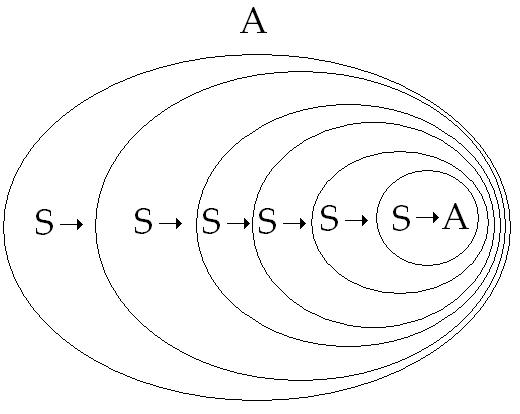 A
S → S → S → S → S → S → A